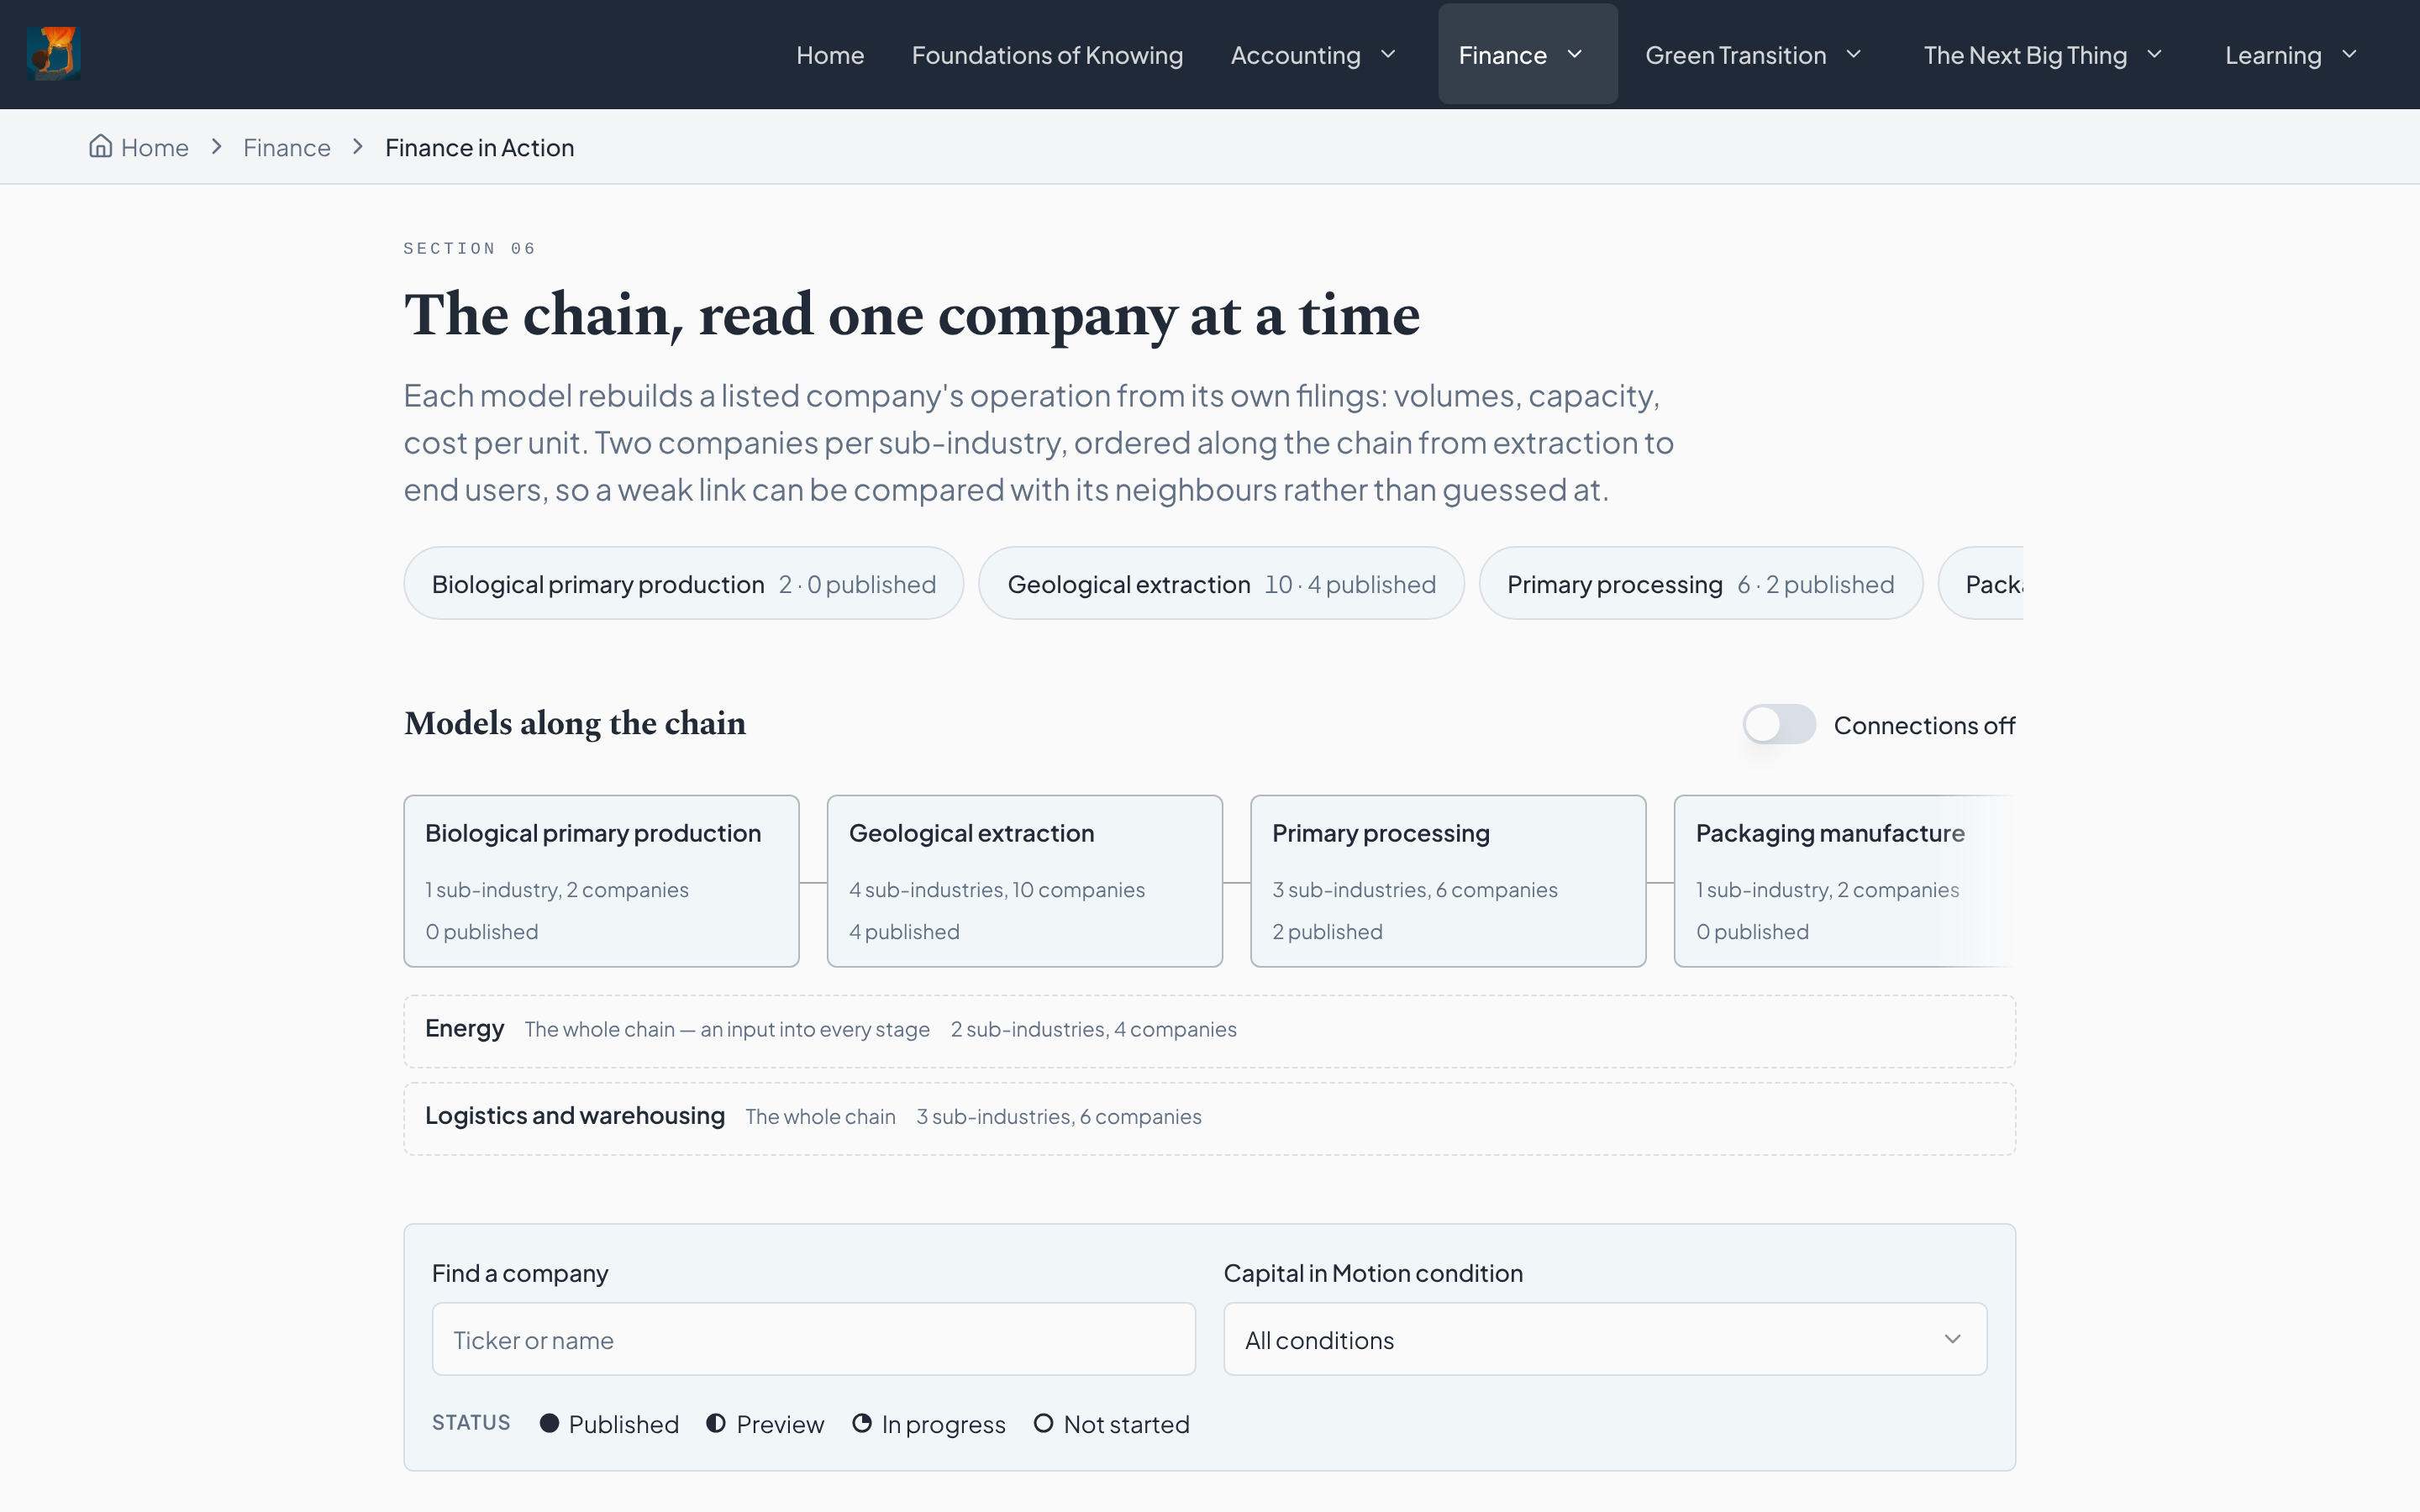 Home Foundations of Knowing Accounting Finance Green Transition The Next Big Thing Learning
Home Finance Finance in Action
SECTION 06
The chain, read one company at a time
Each model rebuilds a listed company's operation from its own filings: volumes, capacity,
cost per unit. Two companies per sub-industry, ordered along the chain from extraction to
end users, so a weak link can be compared with its neighbours rather than guessed at.
Biological primary production 2 · 0 published Geological extraction 10 · 4 published Primary processing 6 · 2 published
Models along the chain
Connections off
Biological primary production
1 sub-industry, 2 companies
0 published
Geological extraction
4 sub-industries, 10 companies
4 published
Primary processing
3 sub-industries, 6 companies
2 published
Packaging manufacture
1 sub-industry, 2 companies
0 published
Energy The whole chain — an input into every stage 2 sub-industries, 4 companies
Logistics and warehousing The whole chain 3 sub-industries, 6 companies
Find a company
Ticker or name
Capital in Motion condition
All conditions
STATUS Published Preview In progress Not started